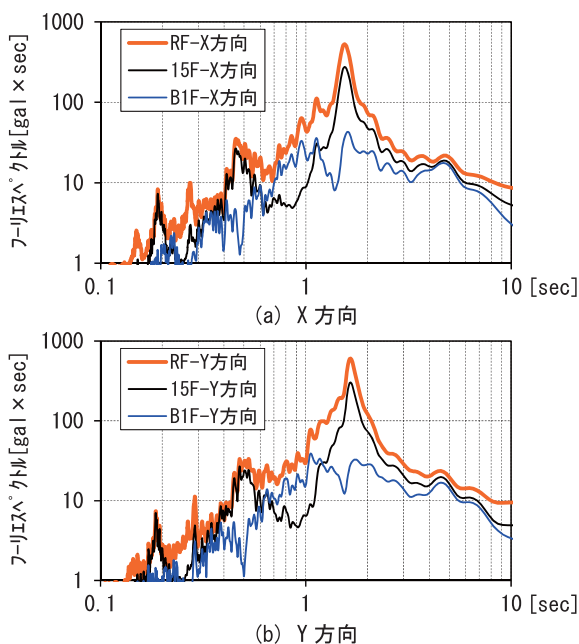 1000
100
10
1
フーリエスペクトル[gal×sec]
RF-X方向
15F-X方向
B1F-X方向
0.1 1 10 [sec]
(a) X 方向
1000
100
10
1
フーリエスペクトル[gal×sec]
RF-Y方向
15F-Y方向
B1F-Y方向
0.1 1 10 [sec]
(b) Y 方向